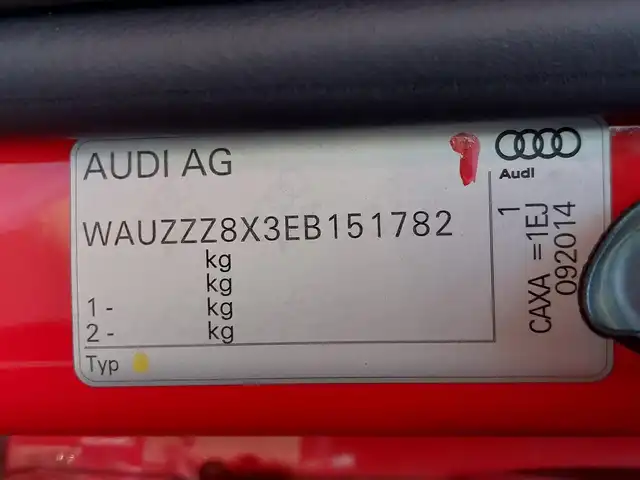 AUDI AG
Audi
WAUZZZ8X3EB151782
kg
kg
1 - kg
2 - kg
Typ
1
CAXA =1EJ
092014